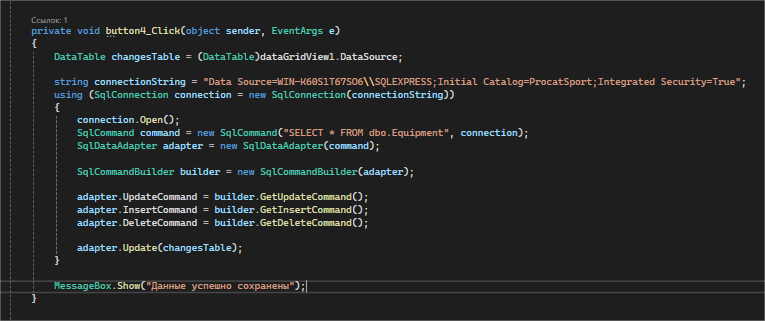 Ссылок: 1
private void button4_Click(object sender, EventArgs e)
{
DataTable changesTable = (DataTable)dataGridView1.DataSource;
string connectionString = "Data Source=WIN-K60S1T67SO6\\SQLEXPRESS;Initial Catalog=ProcatSport;Integrated Security=True";
using (SqlConnection connection = new SqlConnection(connectionString))
{
connection.Open();
SqlCommand command = new SqlCommand("SELECT * FROM dbo.Equipment", connection);
SqlDataAdapter adapter = new SqlDataAdapter(command);
SqlCommandBuilder builder = new SqlCommandBuilder(adapter);
adapter.UpdateCommand = builder.GetUpdateCommand();
adapter.InsertCommand = builder.GetInsertCommand();
adapter.DeleteCommand = builder.GetDeleteCommand();
adapter.Update(changesTable);
}
MessageBox.Show("Данные успешно сохранены");
}